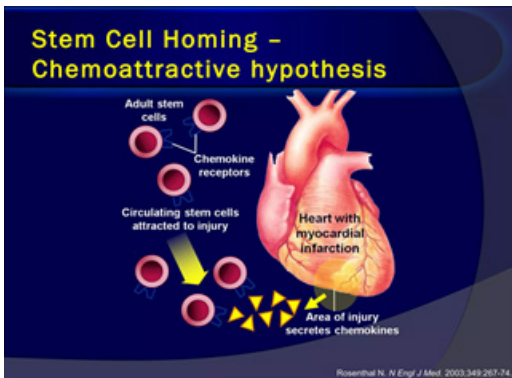 Stem Cell Homing –
Chemoattractive hypothesis
Adult stem
cells
Chemokine
receptors
Circulating stem cells
attracted to injury
Heart with
myocardial
infarction
Area of injury
secretes chemokines
Rosenthal N. N Engl J Med. 2003;349:267-74.